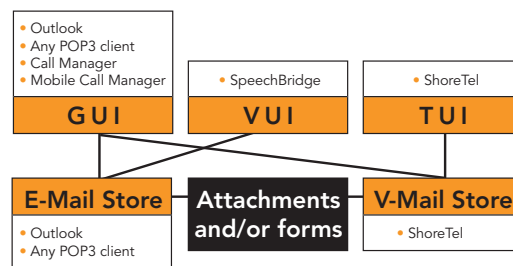 • Outlook
• Any POP3 client
• Call Manager
• Mobile Call Manager
GUI
• SpeechBridge
VUI
• ShoreTel
TUI
E-Mail Store
• Outlook
• Any POP3 client
Attachments
and/or forms
V-Mail Store
• ShoreTel